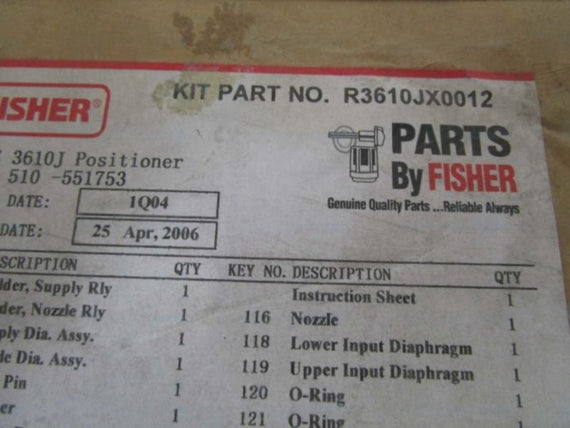 KIT PART NO. R3610JX0012
ISHER®
PARTS
By FISHER
Genuine Quality Parts ...Reliable Always
3610J Positioner
510 -551753
DATE: 1Q04
DATE: 25 Apr, 2006
SCRIPTION QTY KEY NO. DESCRIPTION QTY
lder, Supply Rly 1 Instruction Sheet 1
der, Nozzle Rly 1 116 Nozzle 1
ply Dia. Assy. 1 118 Lower Input Diaphragm 1
le Dia. Assy. 1 119 Upper Input Diaphragm 1
Pin 1 120 O-Ring 1
er 1 121 O-Ring 1